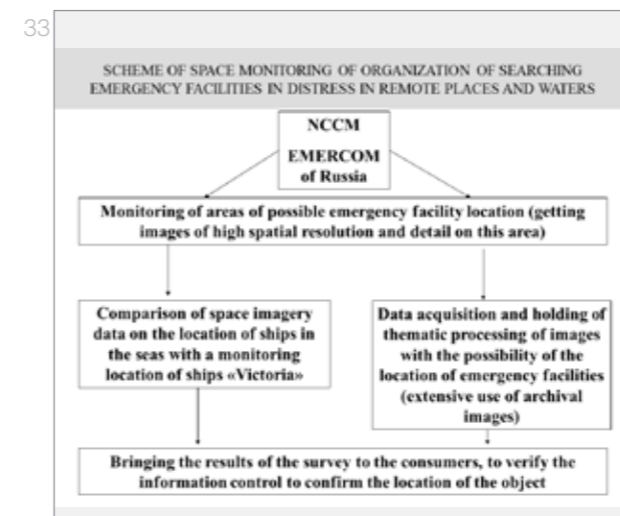 33
SCHEME OF SPACE MONITORING OF ORGANIZATION OF SEARCHING
EMERGENCY FACILITIES IN DISTRESS IN REMOTE PLACES AND WATERS
NCCM
EMERCOM
of Russia
Monitoring of areas of possible emergency facility location (getting
images of high spatial resolution and detail on this area)
Comparison of space imagery
data on the location of ships in
the seas with a monitoring
location of ships «Victoria»
Data acquisition and holding of
thematic processing of images
with the possibility of the
location of emergency facilities
(extensive use of archival
images)
Bringing the results of the survey to the consumers, to verify the
information control to confirm the location of the object